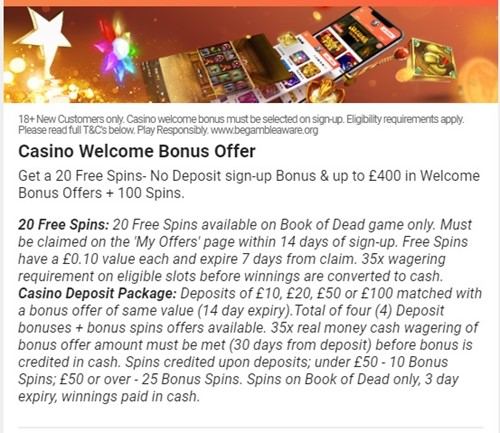 18+ New Customers only. Casino welcome bonus must be selected on sign-up. Eligibility requirements apply.
Please read full T&C's below. Play Responsibly. www.begambleaware.org
Casino Welcome Bonus Offer
Get a 20 Free Spins- No Deposit sign-up Bonus & up to £400 in Welcome
Bonus Offers + 100 Spins.
20 Free Spins: 20 Free Spins available on Book of Dead game only. Must
be claimed on the 'My Offers' page within 14 days of sign-up. Free Spins
have a £0.10 value each and expire 7 days from claim. 35x wagering
requirement on eligible slots before winnings are converted to cash.
Casino Deposit Package: Deposits of £10, £20, £50 or £100 matched with
a bonus offer of same value (14 day expiry).Total of four (4) Deposit
bonuses + bonus spins offers available. 35x real money cash wagering of
bonus offer amount must be met (30 days from deposit) before bonus is
credited in cash. Spins credited upon deposits; under £50 - 10 Bonus
Spins; £50 or over - 25 Bonus Spins. Spins on Book of Dead only, 3 day
expiry, winnings paid in cash.